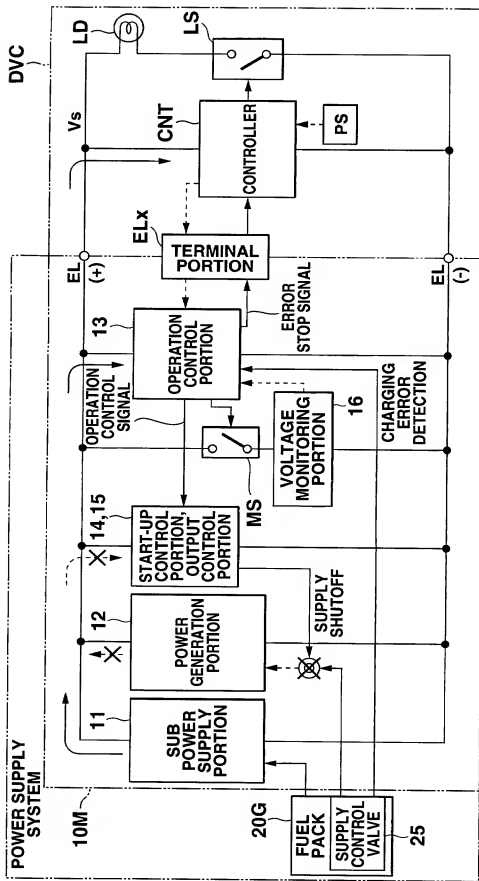 POWER SUPPLY
SYSTEM
10M
20G
FUEL
PACK
SUPPLY
CONTROL
VALVE
25
11
SUB
POWER
SUPPLY
PORTION
12
POWER
GENERATION
PORTION
SUPPLY
SHUTOFF
14,15
START-UP
CONTROL
PORTION,
OUTPUT
CONTROL
PORTION
OPERATION
CONTROL
SIGNAL
MS
13
OPERATION
CONTROL
PORTION
VOLTAGE
MONITORING
PORTION
16
CHARGING
ERROR
DETECTION
ERROR
STOP SIGNAL
EL
(+)
ELx
TERMINAL
PORTION
EL
(-)
Vs
CNT
CONTROLLER
PS
DVC
LD
LS